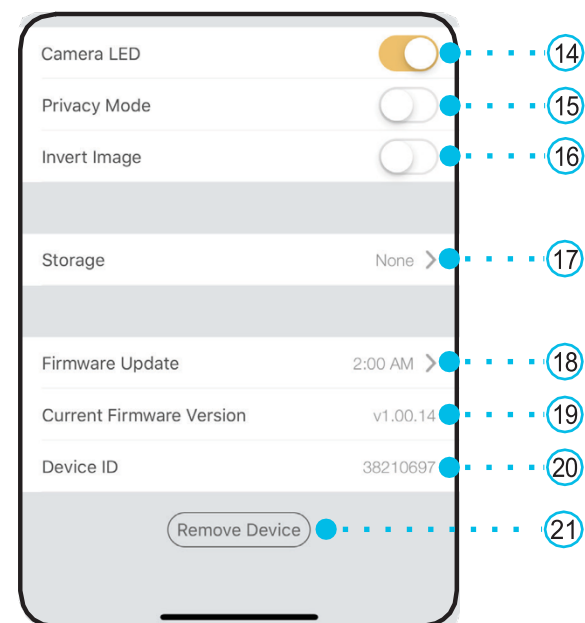 Camera LED 14
Privacy Mode 15
Invert Image 16
Storage None 17
Firmware Update 2:00 AM 18
Current Firmware Version v1.00.14 19
Device ID 38210697 20
Remove Device 21